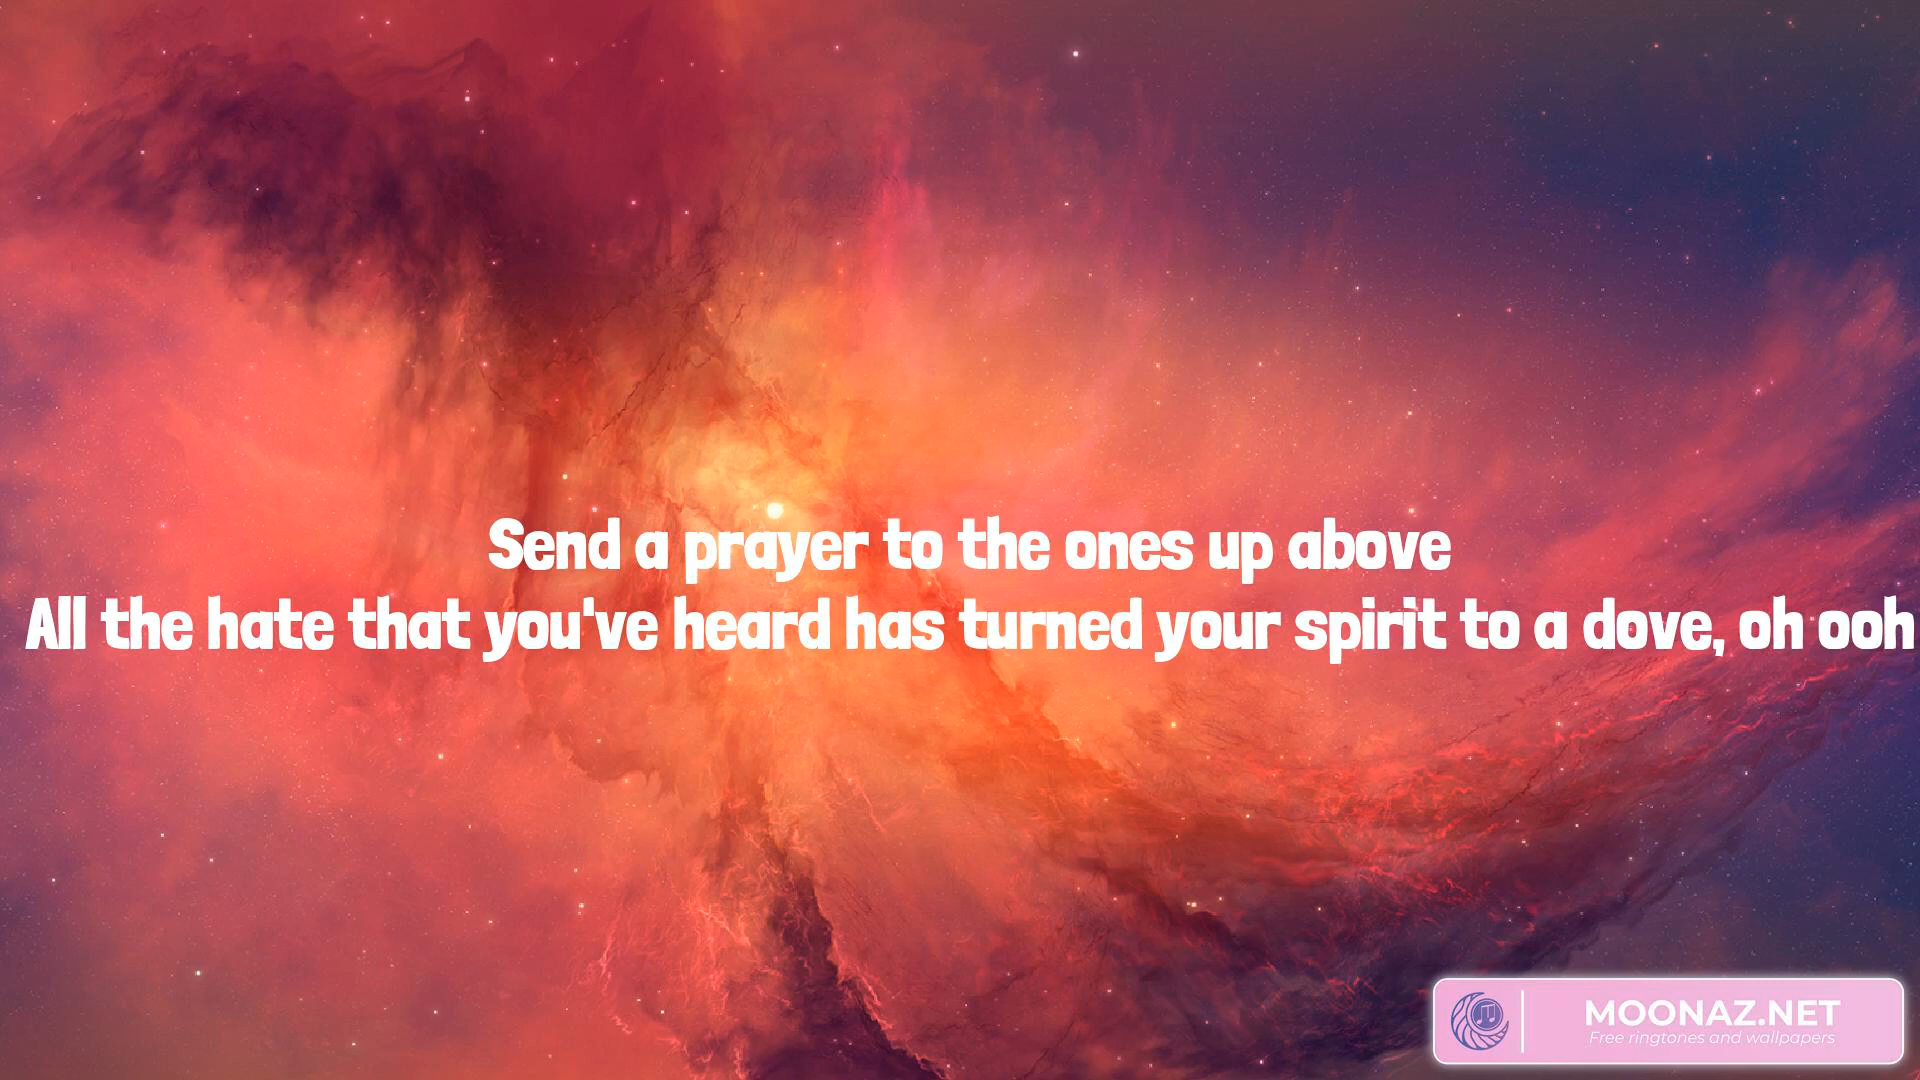 Send a prayer to the ones up above
All the hate that you've heard has turned your spirit to a dove, oh ooh
MOONAZ.NET
Free ringtones and wallpapers